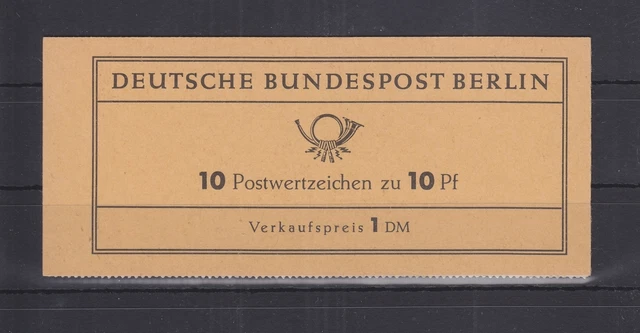 DEUTSCHE BUNDESPOST BERLIN
10 Postwertzeichen zu 10 Pf
Verkaufspreis 1 DM